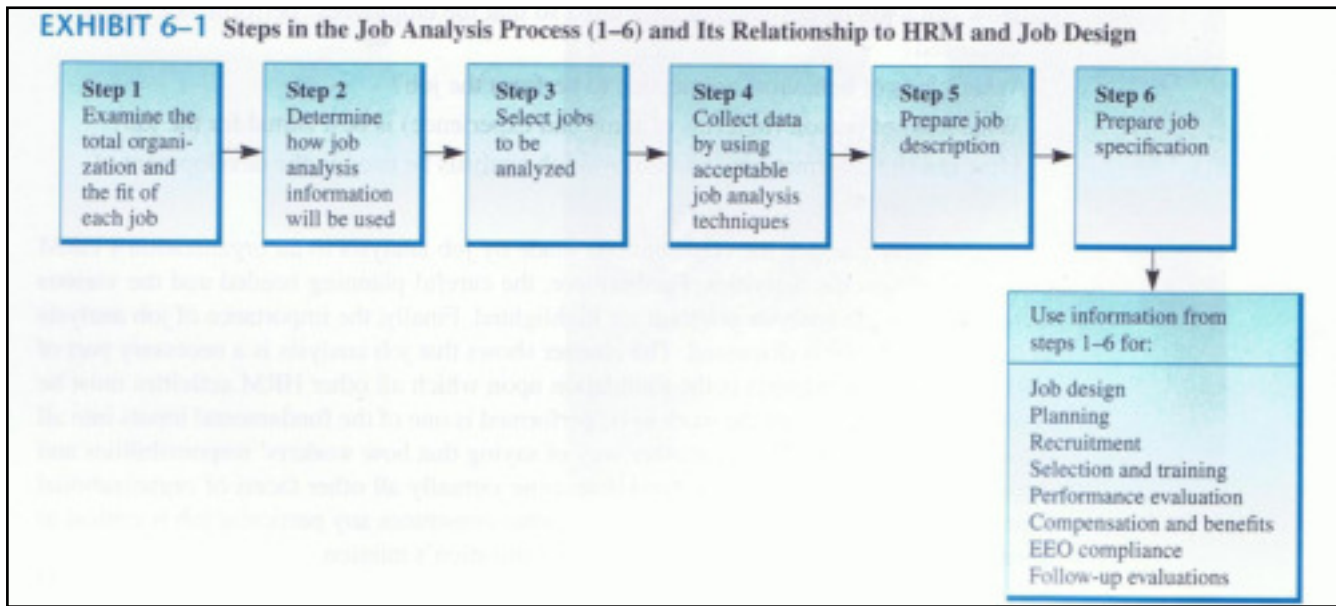 EXHIBIT 6–1 Steps in the Job Analysis Process (1–6) and Its Relationship to HRM and Job Design
Step 1
Examine the
total organi-
zation and
the fit of
each job
Step 2
Determine
how job
analysis
information
will be used
Step 3
Select jobs
to be
analyzed
Step 4
Collect data
by using
acceptable
job analysis
techniques
Step 5
Prepare job
description
Step 6
Prepare job
specification
Use information from
steps 1–6 for:
Job design
Planning
Recruitment
Selection and training
Performance evaluation
Compensation and benefits
EEO compliance
Follow-up evaluations